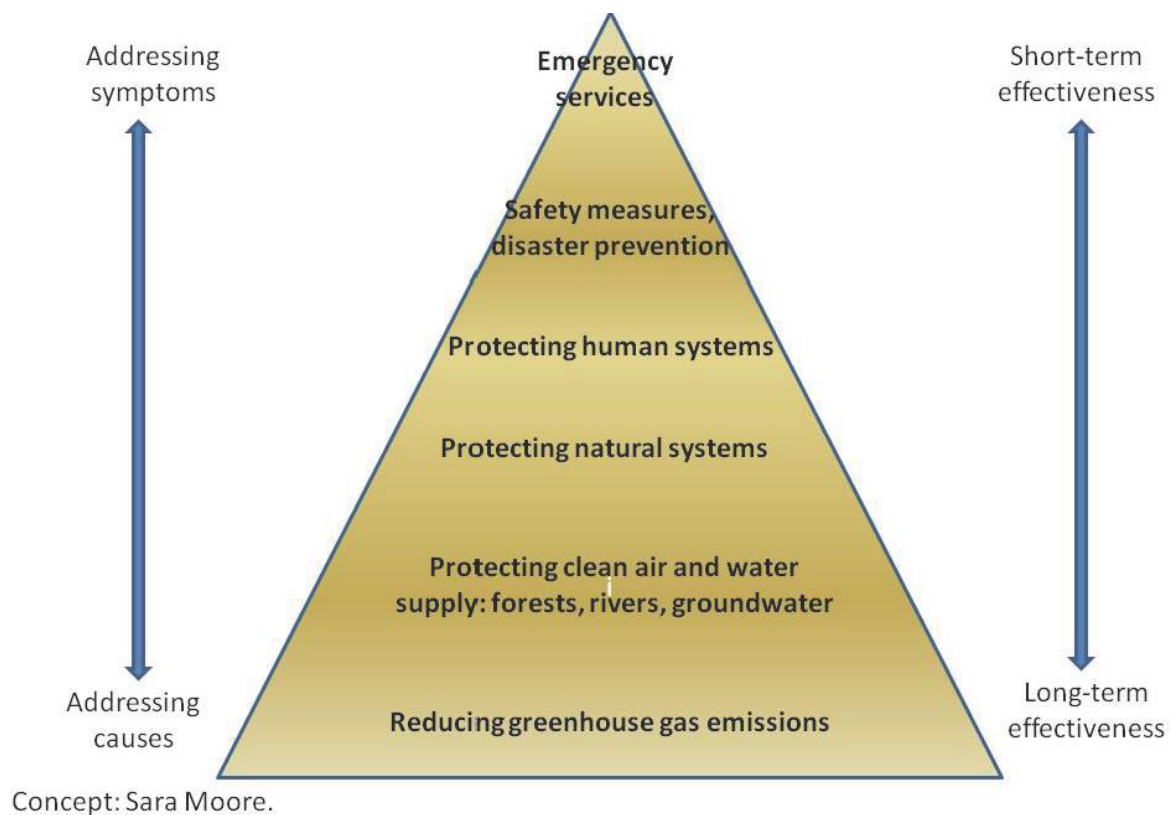 Addressing
symptoms
Emergency
services
Short-term
effectiveness
Safety measures,
disaster prevention
Protecting human systems
Protecting natural systems
Protecting clean air and water
supply: forests, rivers, groundwater
i
Addressing
causes
Reducing greenhouse gas emissions
Long-term
effectiveness
Concept: Sara Moore.